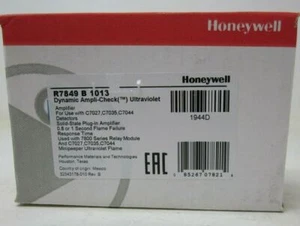 Honeywell
R7849 B 1013
Dynamic Ampli-Check(™) Ultraviolet
Amplifier
For use with C7027,C7035,C7044
Detectors
Solid-State Plug-in Amplifier.
0.8 or 1 Second Flame Failure
Response Time
Used with 7800 Series Relay Module
And C7027,C7035,C7044
Minipeeper Ultraviolet Flame
Performance Materials and Technologies
Houston, Texas
Country of origin: Mexico
Honeywell
1944D
EAC